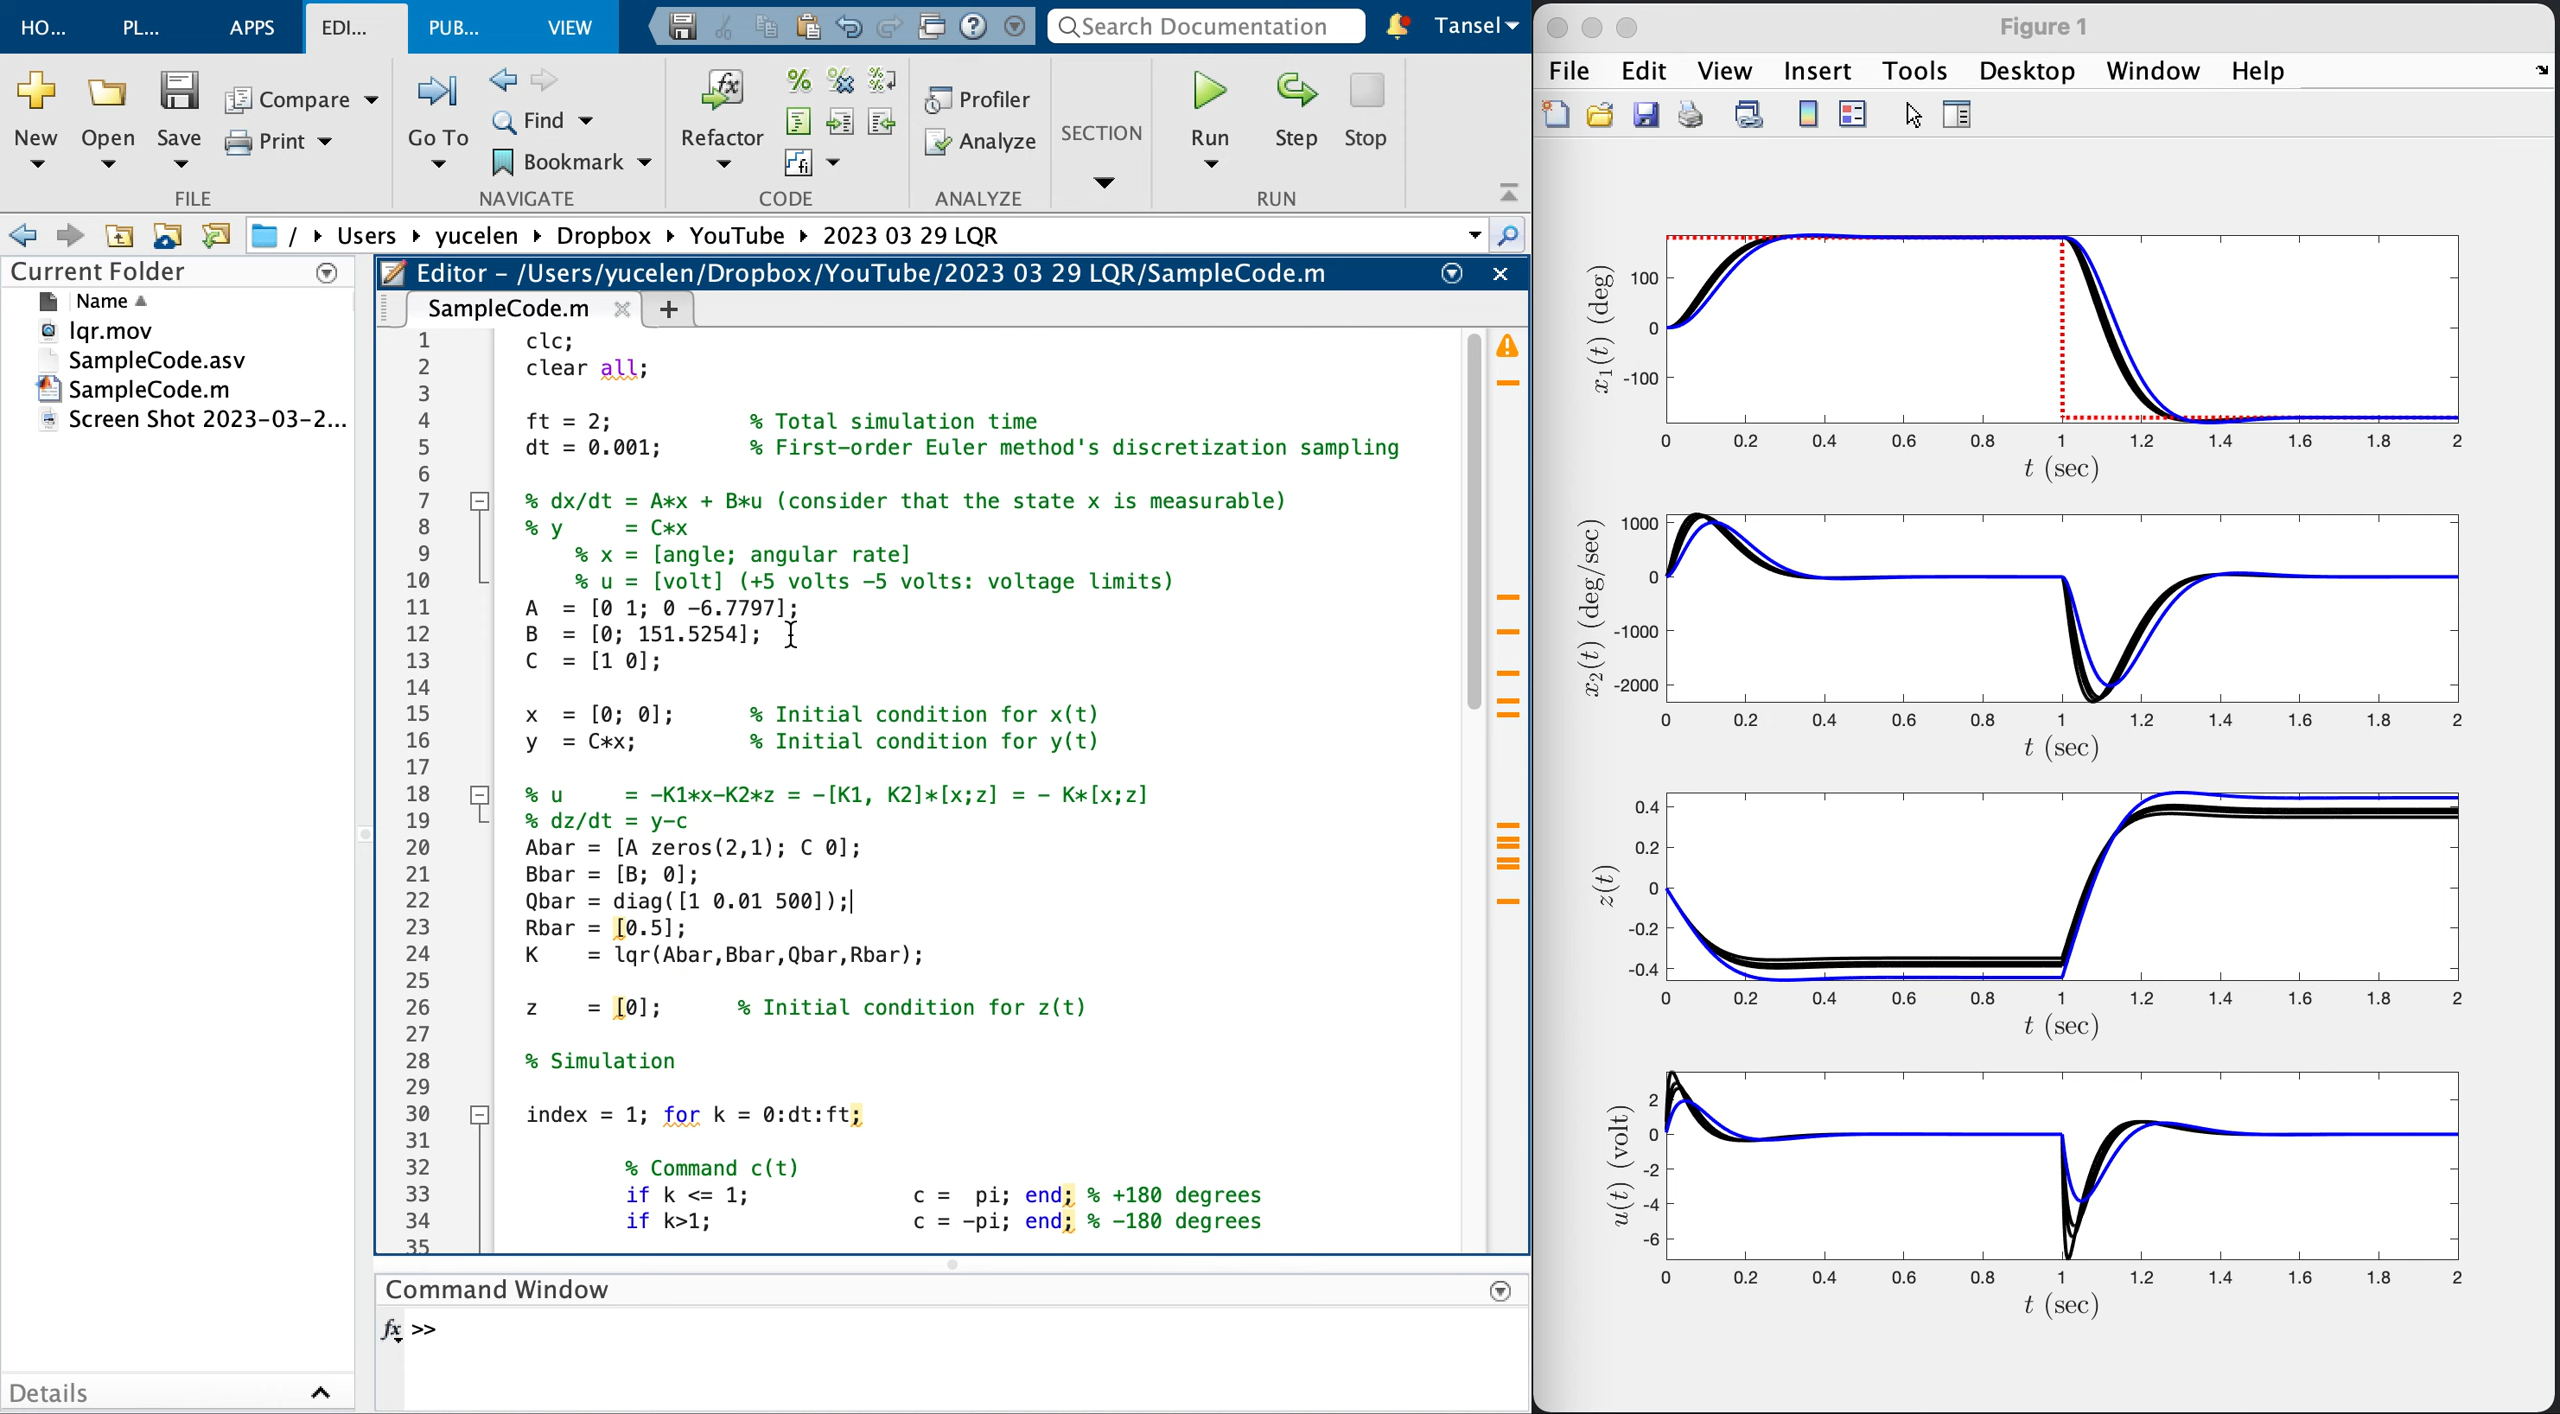 HO...
PL...
APPS
EDI...
PUB...
VIEW
Search Documentation
Tansel
New
Open
Save
Compare
Print
FILE
Go To
Find
Bookmark
NAVIGATE
Refactor
CODE
Profiler
Analyze
ANALYZE
SECTION
Run
Step
Stop
RUN
/ Users yucelen Dropbox YouTube 2023 03 29 LQR
Current Folder
Name
lqr.mov
SampleCode.asv
SampleCode.m
Screen Shot 2023-03-2...
Details
Editor - /Users/yucelen/Dropbox/YouTube/2023 03 29 LQR/SampleCode.m
SampleCode.m
1 clc;
2 clear all;
3
4 ft = 2; % Total simulation time
5 dt = 0.001; % First-order Euler method's discretization sampling
6
7 % dx/dt = A*x + B*u (consider that the state x is measurable)
8 % y = C*x
9 % x = [angle; angular rate]
10 % u = [volt] (+5 volts -5 volts: voltage limits)
11 A = [0 1; 0 -6.7797];
12 B = [0; 151.5254];
13 C = [1 0];
14
15 x = [0; 0]; % Initial condition for x(t)
16 y = C*x; % Initial condition for y(t)
17
18 % u = -K1*x-K2*z = -[K1, K2]*[x;z] = - K*[x;z]
19 % dz/dt = y-c
20 Abar = [A zeros(2,1); C 0];
21 Bbar = [B; 0];
22 Qbar = diag([1 0.01 500]);
23 Rbar = [0.5];
24 K = lqr(Abar,Bbar,Qbar,Rbar);
25
26 z = [0]; % Initial condition for z(t)
27
28 % Simulation
29
30 index = 1; for k = 0:dt:ft;
31
32 % Command c(t)
33 if k <= 1; c = pi; end; % +180 degrees
34 if k>1; c = -pi; end; % -180 degrees
35
Command Window
fx >>
Figure 1
File Edit View Insert Tools Desktop Window Help
x1(t) (deg)
100
0
-100
0 0.2 0.4 0.6 0.8 1 1.2 1.4 1.6 1.8 2
t (sec)
x2(t) (deg/sec)
1000
0
-1000
-2000
0 0.2 0.4 0.6 0.8 1 1.2 1.4 1.6 1.8 2
t (sec)
z(t)
0.4
0.2
0
-0.2
-0.4
0 0.2 0.4 0.6 0.8 1 1.2 1.4 1.6 1.8 2
t (sec)
u(t) (volt)
2
0
-2
-4
-6
0 0.2 0.4 0.6 0.8 1 1.2 1.4 1.6 1.8 2
t (sec)